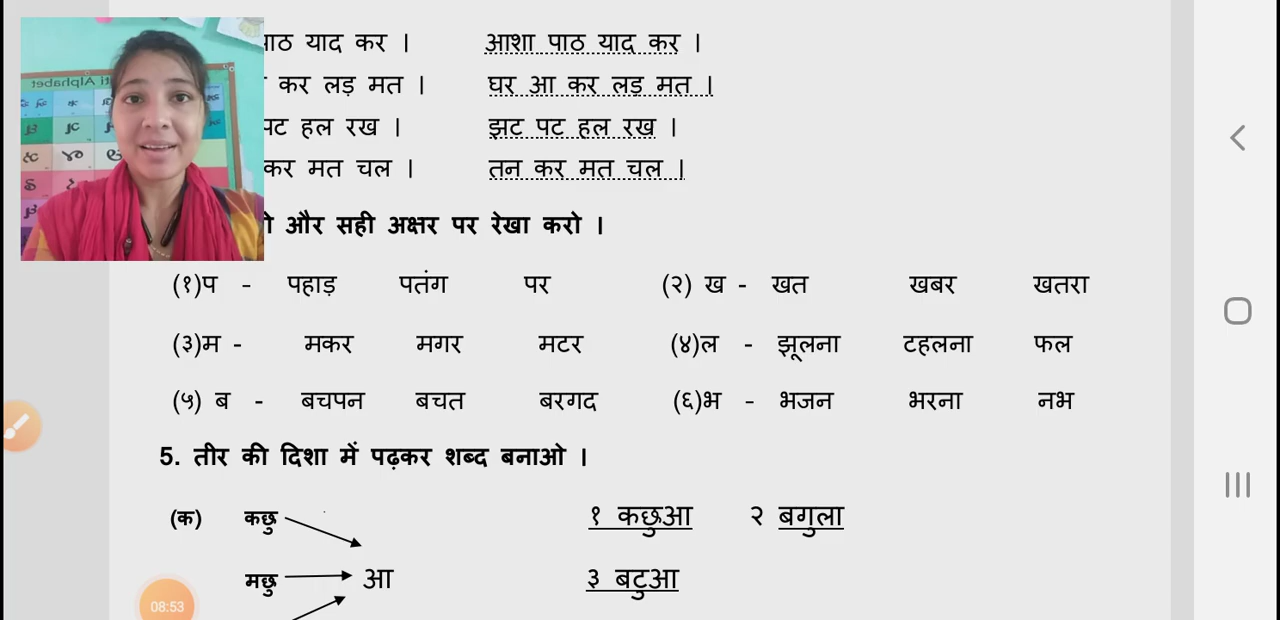 पाठ याद कर । आशा पाठ याद कर ।
कर लड़ मत । घर आ कर लड़ मत ।
पट हल रख । झट पट हल रख ।
कर मत चल । तन कर मत चल ।
और सही अक्षर पर रेखा करो ।
(१)प - पहाड़ पतंग पर (२) ख - खत खबर खतरा
(३)म - मकर मगर मटर (४)ल - झूलना टहलना फल
(५) ब - बचपन बचत बरगद (६)भ - भजन भरना नभ
5. तीर की दिशा में पढ़कर शब्द बनाओ ।
(क) कछु १ कछुआ २ बगुला
मछु आ ३ बटुआ
08:53